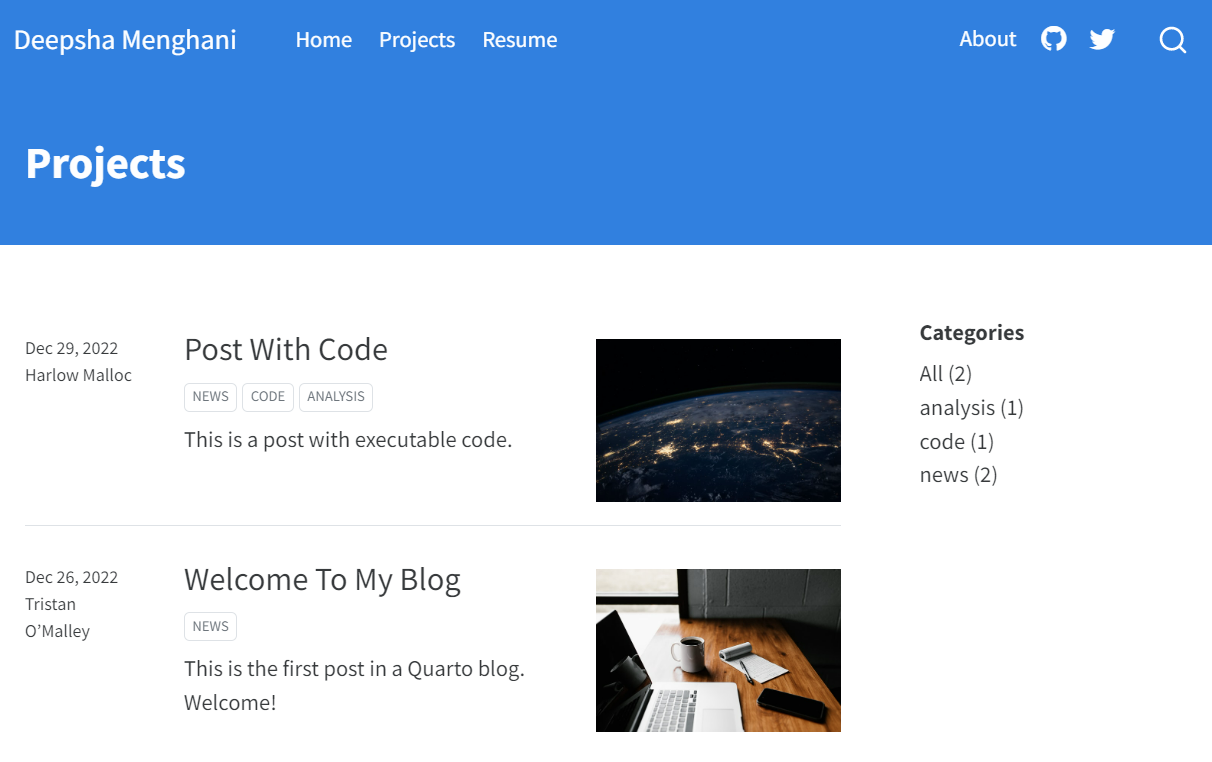 Deepsha Menghani Home Projects Resume About
Projects
Dec 29, 2022
Harlow Malloc
Post With Code
NEWS CODE ANALYSIS
This is a post with executable code.
Dec 26, 2022
Tristan
O’Malley
Welcome To My Blog
NEWS
This is the first post in a Quarto blog.
Welcome!
Categories
All (2)
analysis (1)
code (1)
news (2)